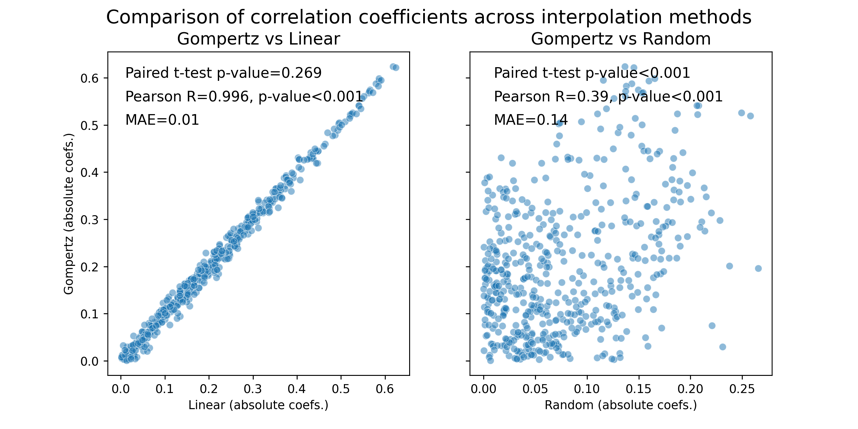 Comparison of correlation coefficients across interpolation methods
Gompertz vs Linear
Paired t-test p-value=0.269
Pearson R=0.996, p-value<0.001
MAE=0.01
Gompertz (absolute coefs.)
0.6
0.5
0.4
0.3
0.2
0.1
0.0
0.0 0.1 0.2 0.3 0.4 0.5 0.6
Linear (absolute coefs.)
Gompertz vs Random
Paired t-test p-value<0.001
Pearson R=0.39, p-value<0.001
MAE=0.14
0.00 0.05 0.10 0.15 0.20 0.25
Random (absolute coefs.)